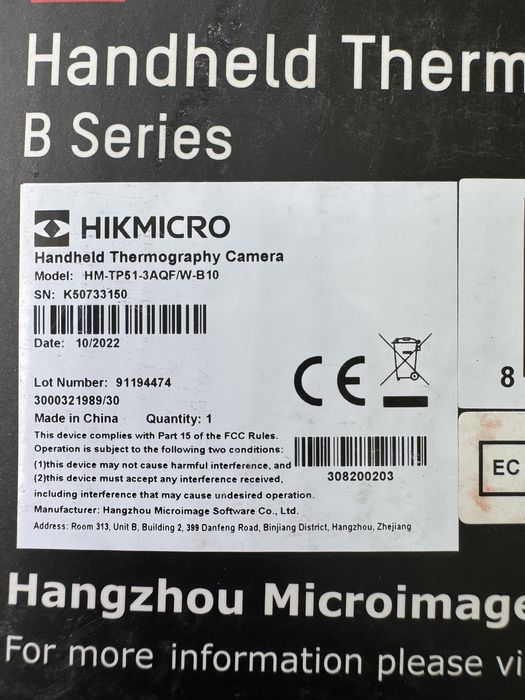 Handheld Therm
B Series
HIKMICRO
Handheld Thermography Camera
Model: HM-TP51-3AQF/W-B10
SN: K50733150
Date: 10/2022
Lot Number: 91194474
3000321989/30
Made in China Quantity: 1
CE
This device complies with Part 15 of the FCC Rules.
Operation is subject to the following two conditions:
(1)this device may not cause harmful interference, and
(2)this device must accept any interference received,
including interference that may cause undesired operation.
308200203
Manufacturer: Hangzhou Microimage Software Co., Ltd.
Address: Room 313, Unit B, Building 2, 399 Danfeng Road, Binjiang District, Hangzhou, Zhejiang
8
EC
Hangzhou Microimage
For more information please vi